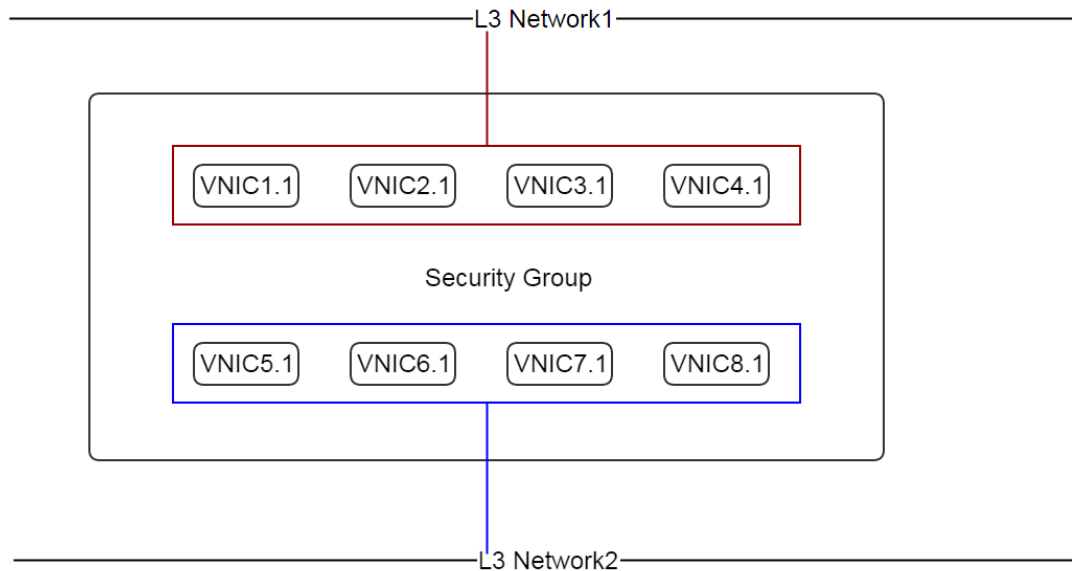 L3 Network1
VNIC1.1 VNIC2.1 VNIC3.1 VNIC4.1
Security Group
VNIC5.1 VNIC6.1 VNIC7.1 VNIC8.1
L3 Network2